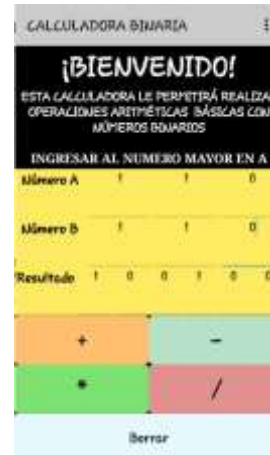 CALCULADORA BINARIA
¡BIENVENIDO!
ESTA CALCULADORA LE PERMITIRÁ REALIZA
OPERACIONES ARITMÉTICAS BÁSICAS CON
NÚMEROS BINARIOS
INGRESAR AL NUMERO MAYOR EN A
Número A 1 1 0
Número B 1 1 0
Resultado 1 0 0 1 0 0
+ -
* /
Borrar